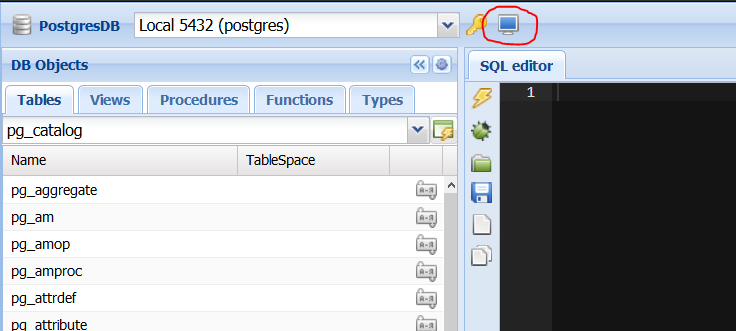 PostgresDB Local 5432 (postgres)
DB Objects
SQL editor
Tables Views Procedures Functions Types
1
pg_catalog
Name TableSpace
pg_aggregate
pg_am
pg_amop
pg_amproc
pg_attrdef
pg_attribute